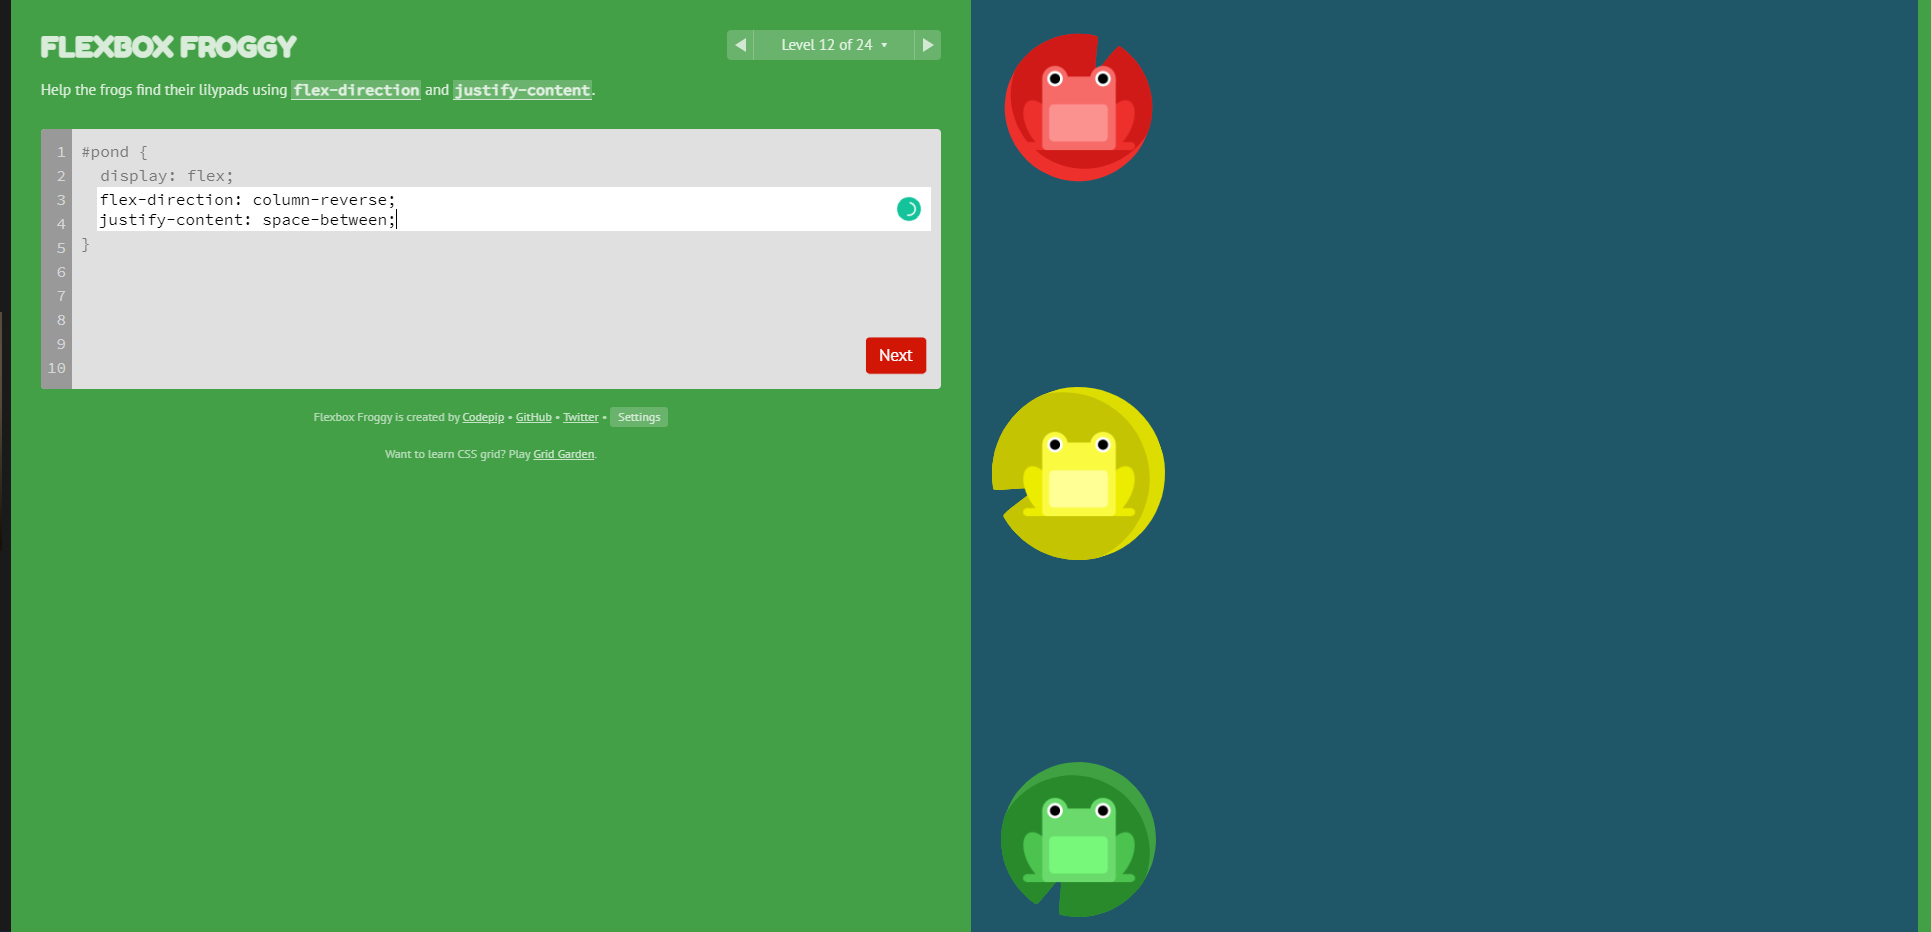 FLEXBOX FROGGY
Level 12 of 24
Help the frogs find their lilypads using flex-direction and justify-content.
1 #pond {
2 display: flex;
3 flex-direction: column-reverse;
4 justify-content: space-between;
5 }
6
7
8
9
10
Next
Flexbox Froggy is created by Codepip • GitHub • Twitter • Settings
Want to learn CSS grid? Play Grid Garden.